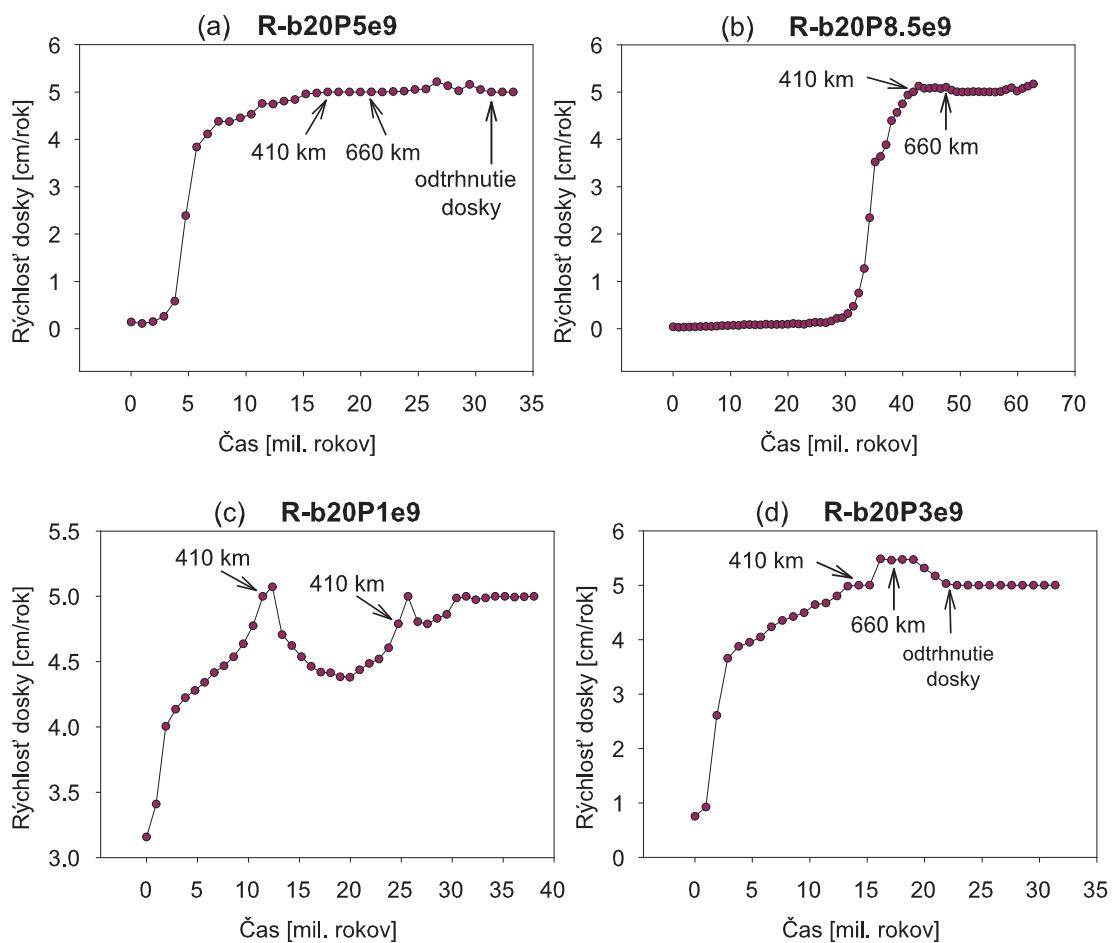 (a) R-b20P5e9
Rýchlosť dosky [cm/rok]
6
5
4
3
2
1
0
410 km
660 km
odtrhnutie
dosky
0 5 10 15 20 25 30 35
Čas [mil. rokov]
(b) R-b20P8.5e9
Rýchlosť dosky [cm/rok]
6
5
4
3
2
1
0
410 km
660 km
0 10 20 30 40 50 60 70
Čas [mil. rokov]
(c) R-b20P1e9
Rýchlosť dosky [cm/rok]
5.5
5.0
4.5
4.0
3.5
3.0
410 km
410 km
0 5 10 15 20 25 30 35 40
Čas [mil. rokov]
(d) R-b20P3e9
Rýchlosť dosky [cm/rok]
6
5
4
3
2
1
0
410 km
660 km
odtrhnutie
dosky
0 5 10 15 20 25 30 35
Čas [mil. rokov]